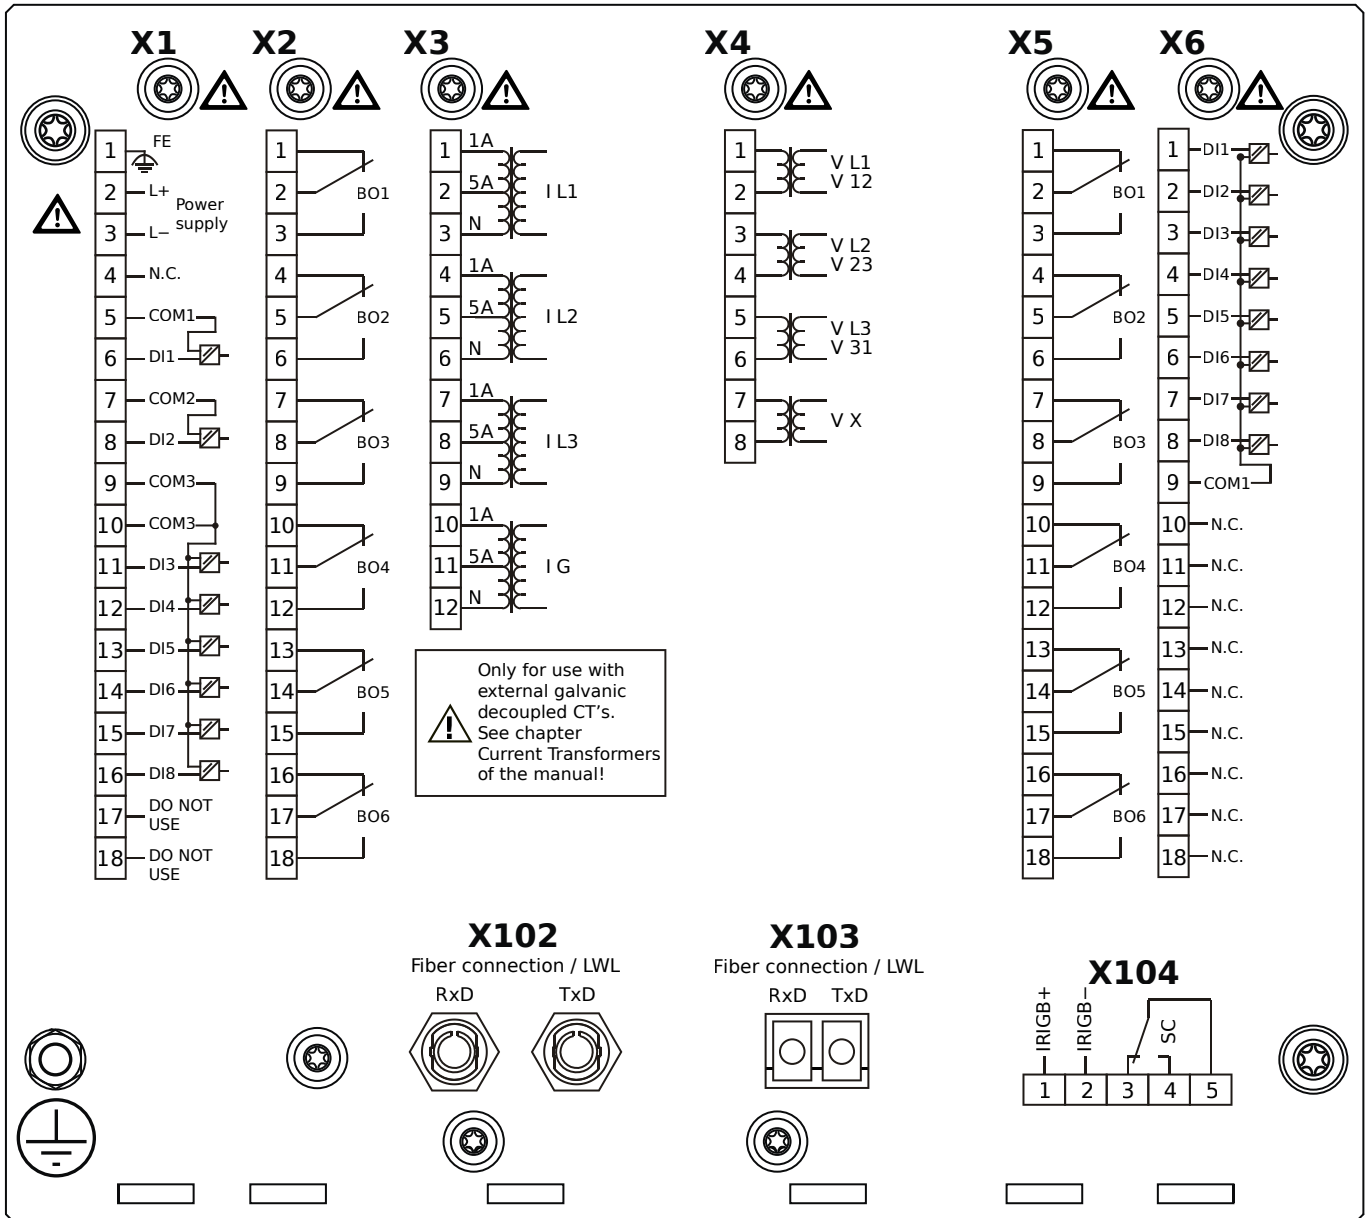 X1
X2
X3
X4
X5
X6
1 FE
2 L+
Power
supply
3 L−
4 N.C.
5 COM1
6 DI1
7 COM2
8 DI2
9 COM3
10 COM3
11 DI3
12 DI4
13 DI5
14 DI6
15 DI7
16 DI8
17 DO NOT
USE
18 DO NOT
USE
1
2 BO1
3
4
5 BO2
6
7
8 BO3
9
10
11 BO4
12
13
14 BO5
15
16
17 BO6
18
1 1A
2 5A I L1
3 N
4 1A
5 5A I L2
6 N
7 1A
8 5A I L3
9 N
10 1A
11 5A I G
12 N
Only for use with
external galvanic
decoupled CT's.
See chapter
Current Transformers
of the manual!
1 V L1
2 V 12
3 V L2
4 V 23
5 V L3
6 V 31
7 V X
8
1
2 BO1
3
4
5 BO2
6
7
8 BO3
9
10
11 BO4
12
13
14 BO5
15
16
17 BO6
18
1 DI1
2 DI2
3 DI3
4 DI4
5 DI5
6 DI6
7 DI7
8 DI8
9 COM1
10 N.C.
11 N.C.
12 N.C.
13 N.C.
14 N.C.
15 N.C.
16 N.C.
17 N.C.
18 N.C.
X102
Fiber connection / LWL
RxD TxD
X103
Fiber connection / LWL
RxD TxD
X104
IRIGB+
IRIGB−
SC
1 2 3 4 5